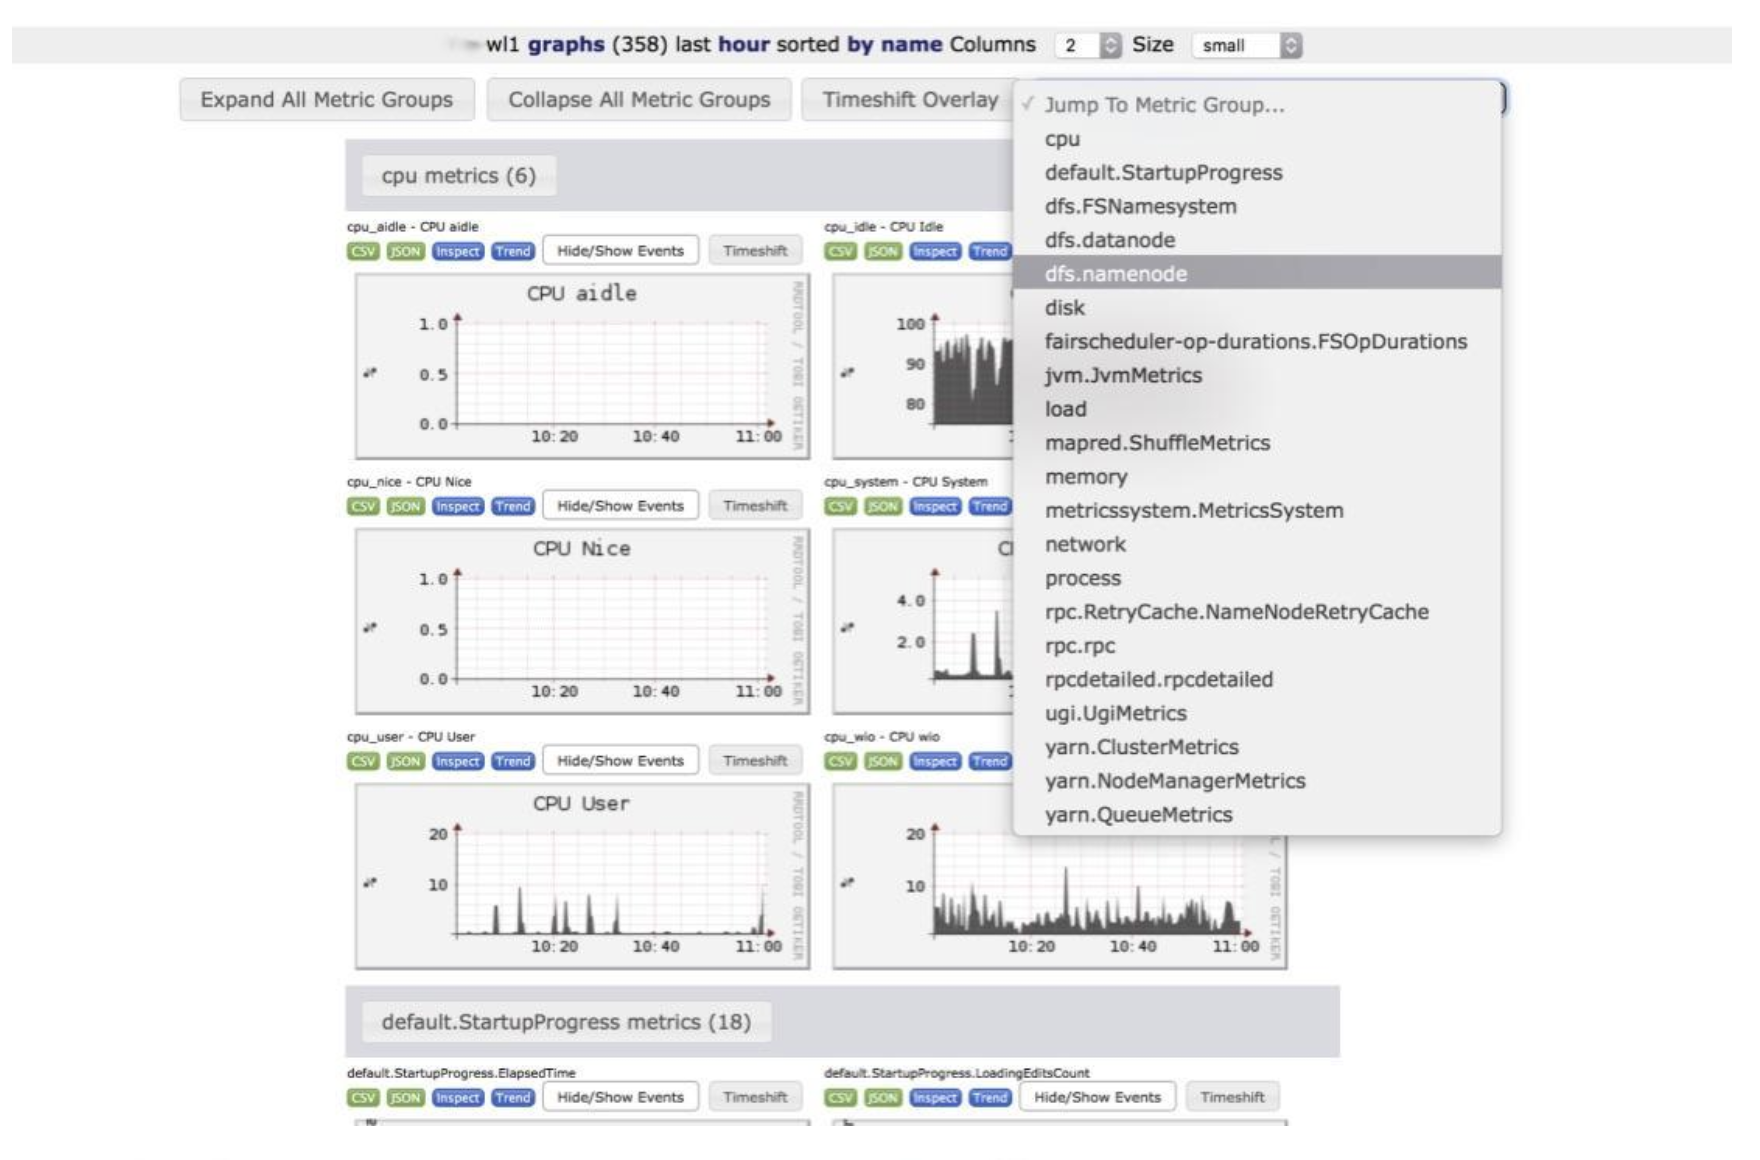 wl1 graphs (358) last hour sorted by name Columns 2 Size small
Expand All Metric Groups Collapse All Metric Groups Timeshift Overlay
✓ Jump To Metric Group...
cpu
default.StartupProgress
dfs.FSNamesystem
dfs.datanode
dfs.namenode
disk
fairscheduler-op-durations.FSOpDurations
jvm.JvmMetrics
load
mapred.ShuffleMetrics
memory
metricssystem.MetricsSystem
network
process
rpc.RetryCache.NameNodeRetryCache
rpc.rpc
rpcdetailed.rpcdetailed
ugi.UgiMetrics
yarn.ClusterMetrics
yarn.NodeManagerMetrics
yarn.QueueMetrics
cpu metrics (6)
cpu_aidle - CPU aidle
CSV JSON Inspect Trend Hide/Show Events Timeshift
CPU aidle
RRDTOOL / TOBI OETIKER
1.0
0.5
0.0
10:20 10:40 11:00
cpu_idle - CPU Idle
CSV JSON Inspect Trend
100
90
80
cpu_nice - CPU Nice
CSV JSON Inspect Trend Hide/Show Events Timeshift
CPU Nice
RRDTOOL / TOBI OETIKER
1.0
0.5
0.0
10:20 10:40 11:00
cpu_system - CPU System
CSV JSON Inspect Trend
4.0
2.0
cpu_user - CPU User
CSV JSON Inspect Trend Hide/Show Events Timeshift
CPU User
RRDTOOL / TOBI OETIKER
20
10
10:20 10:40 11:00
cpu_wio - CPU wio
CSV JSON Inspect Trend
/ TOBI OETIKER
20
10
10:20 10:40 11:00
default.StartupProgress metrics (18)
default.StartupProgress.ElapsedTime
CSV JSON Inspect Trend Hide/Show Events Timeshift
default.StartupProgress.LoadingEditsCount
CSV JSON Inspect Trend Hide/Show Events Timeshift